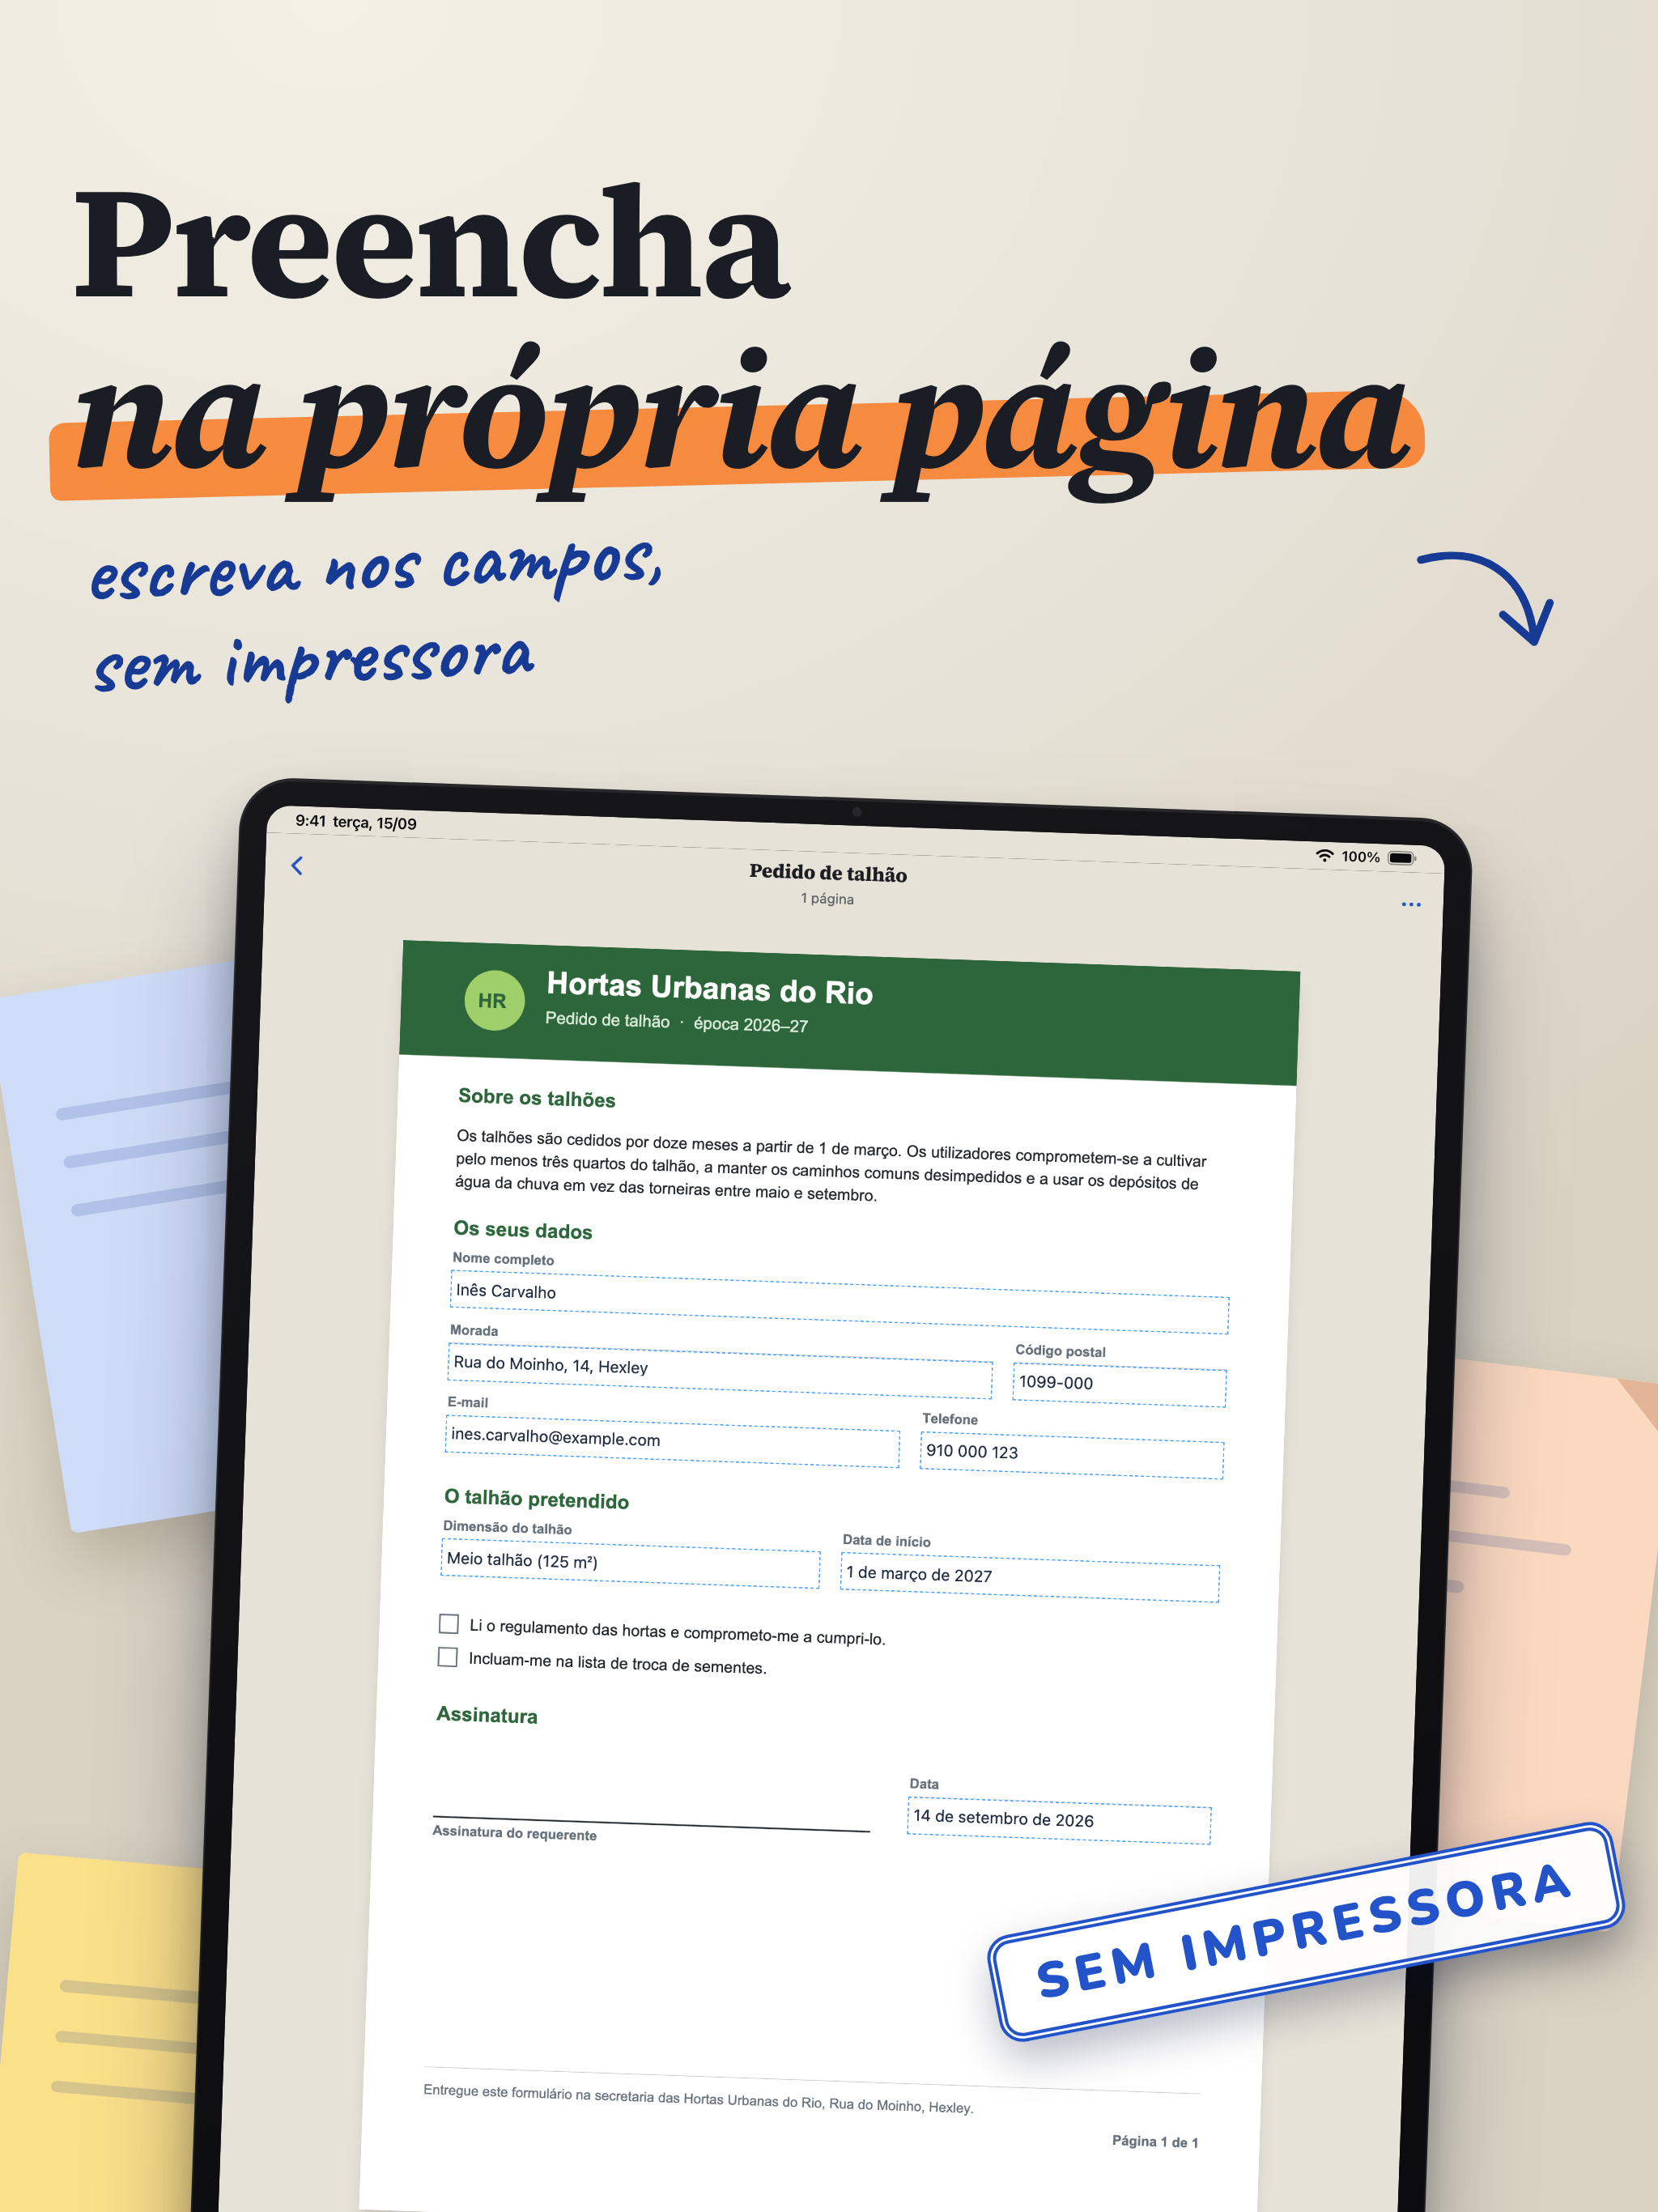 Preencha
na própria página
escreva nos campos,
sem impressora
9:41 terça, 15/09
100%
Pedido de talhão
1 página
HR
Hortas Urbanas do Rio
Pedido de talhão · época 2026–27
Sobre os talhões
Os talhões são cedidos por doze meses a partir de 1 de março. Os utilizadores comprometem-se a cultivar
pelo menos três quartos do talhão, a manter os caminhos comuns desimpedidos e a usar os depósitos de
água da chuva em vez das torneiras entre maio e setembro.
Os seus dados
Nome completo
Inês Carvalho
Morada
Código postal
Rua do Moinho, 14, Hexley
1099-000
E-mail
Telefone
ines.carvalho@example.com
910 000 123
O talhão pretendido
Dimensão do talhão
Data de início
Meio talhão (125 m²)
1 de março de 2027
Li o regulamento das hortas e comprometo-me a cumpri-lo.
Incluam-me na lista de troca de sementes.
Assinatura
Data
14 de setembro de 2026
Assinatura do requerente
SEM IMPRESSORA
Entregue este formulário na secretaria das Hortas Urbanas do Rio, Rua do Moinho, Hexley.
Página 1 de 1